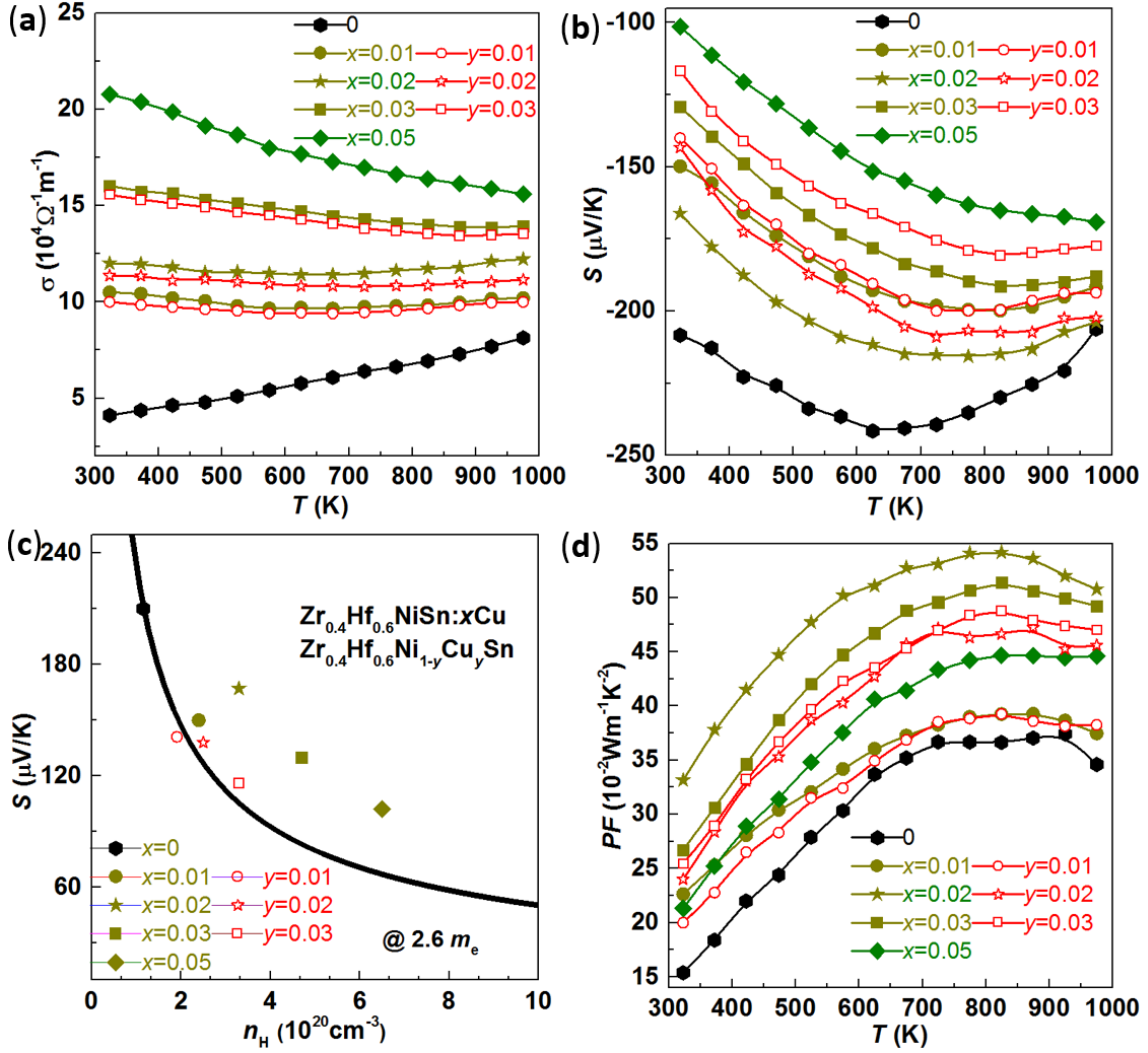 (a)
σ (10⁴Ω⁻¹m⁻¹)
25
20
15
10
5
0
x=0.01 y=0.01
x=0.02 y=0.02
x=0.03 y=0.03
x=0.05
300 400 500 600 700 800 900 1000
T (K)
(b)
S (μV/K)
-100
-150
-200
-250
0
x=0.01 y=0.01
x=0.02 y=0.02
x=0.03 y=0.03
x=0.05
300 400 500 600 700 800 900 1000
T (K)
(c)
S (μV/K)
240
180
120
60
Zr₀.₄Hf₀.₆NiSn:xCu
Zr₀.₄Hf₀.₆Ni₁₋yCuySn
x=0
x=0.01 y=0.01
x=0.02 y=0.02
x=0.03 y=0.03
x=0.05
@ 2.6 mₑ
0 2 4 6 8 10
n_H (10²⁰cm⁻³)
(d)
PF (10⁻²Wm⁻¹K⁻²)
55
50
45
40
35
30
25
20
15
0
x=0.01 y=0.01
x=0.02 y=0.02
x=0.03 y=0.03
x=0.05
300 400 500 600 700 800 900 1000
T (K)